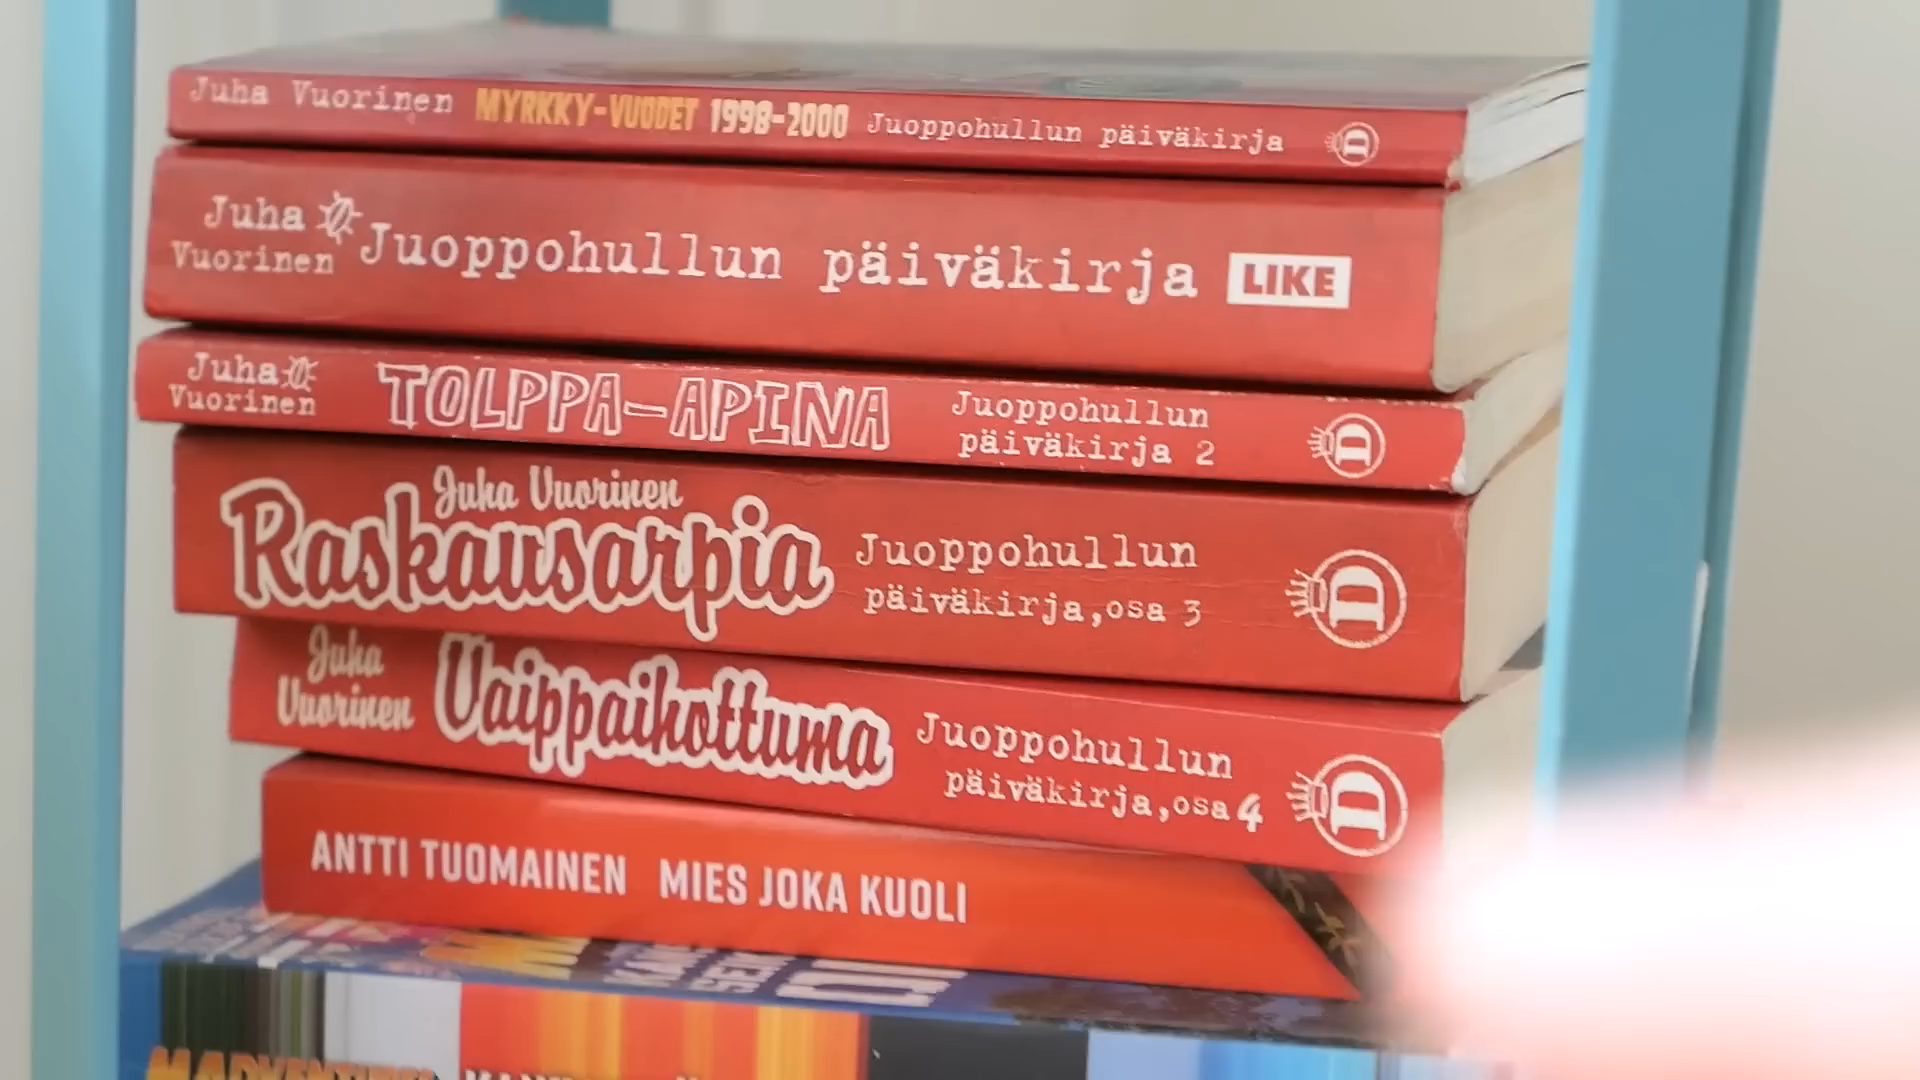 Juha Vuorinen MYRKKY-VUODET 1998-2000 Juoppohullun päiväkirja D
Juha
Vuorinen
Juoppohullun päiväkirja LIKE
Juha
Vuorinen
TOLPPA-APINA
Juoppohullun
päiväkirja 2
D
Juha Vuorinen
Raskausarpia
Juoppohullun
päiväkirja,osa 3
D
Juha
Vuorinen
Vaippaihottuma
Juoppohullun
päiväkirja,osa 4
D
ANTTI TUOMAINEN MIES JOKA KUOLI